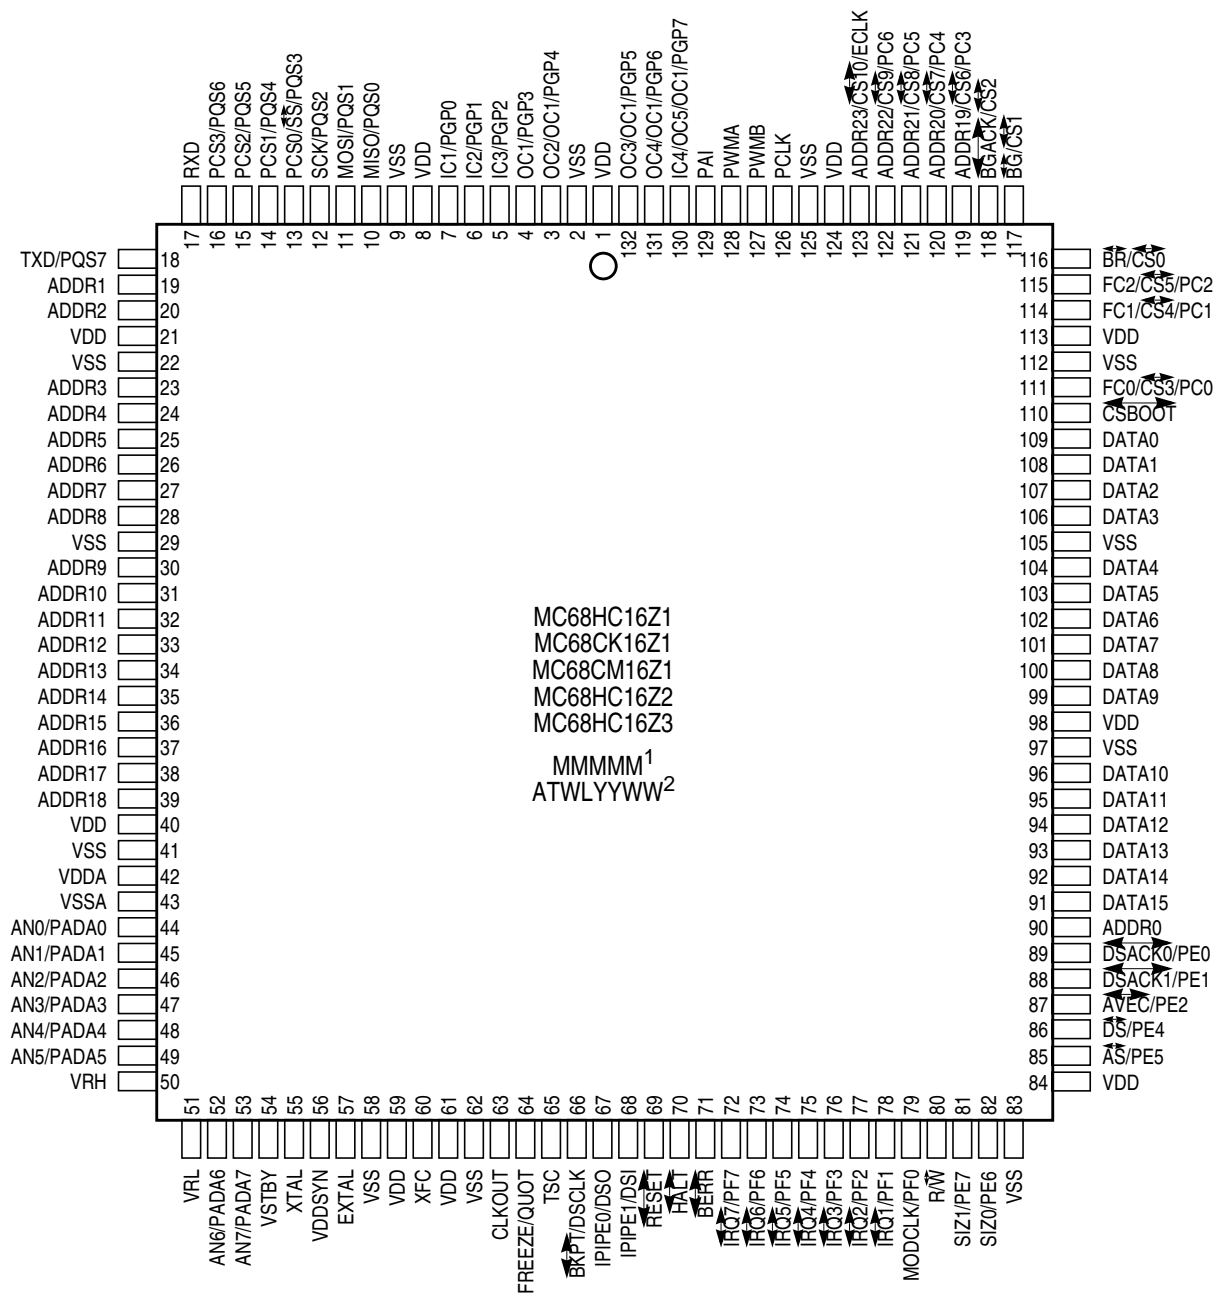 RXD
PCS3/PQS6
PCS2/PQS5
PCS1/PQS4
PCS0/SS/PQS3
SCK/PQS2
MOSI/PQS1
MISO/PQS0
VSS
VDD
IC1/PGP0
IC2/PGP1
IC3/PGP2
OC1/PGP3
OC2/OC1/PGP4
VSS
VDD
OC3/OC1/PGP5
OC4/OC1/PGP6
IC4/OC5/OC1/PGP7
PAI
PWMA
PWMB
PCLK
VSS
VDD
ADDR23/CS10/ECLK
ADDR22/CS9/PC6
ADDR21/CS8/PC5
ADDR20/CS7/PC4
ADDR19/CS6/PC3
BGACK/CS2
BG/CS1
17 16 15 14 13 12 11 10 9 8 7 6 5 4 3 2 1 132 131 130 129 128 127 126 125 124 123 122 121 120 119 118 117
TXD/PQS7 18
ADDR1 19
ADDR2 20
VDD 21
VSS 22
ADDR3 23
ADDR4 24
ADDR5 25
ADDR6 26
ADDR7 27
ADDR8 28
VSS 29
ADDR9 30
ADDR10 31
ADDR11 32
ADDR12 33
ADDR13 34
ADDR14 35
ADDR15 36
ADDR16 37
ADDR17 38
ADDR18 39
VDD 40
VSS 41
VDDA 42
VSSA 43
AN0/PADA0 44
AN1/PADA1 45
AN2/PADA2 46
AN3/PADA3 47
AN4/PADA4 48
AN5/PADA5 49
VRH 50
MC68HC16Z1
MC68CK16Z1
MC68CM16Z1
MC68HC16Z2
MC68HC16Z3
MMMMM1
ATWLYYWW2
116 BR/CS0
115 FC2/CS5/PC2
114 FC1/CS4/PC1
113 VDD
112 VSS
111 FC0/CS3/PC0
110 CSBOOT
109 DATA0
108 DATA1
107 DATA2
106 DATA3
105 VSS
104 DATA4
103 DATA5
102 DATA6
101 DATA7
100 DATA8
99 DATA9
98 VDD
97 VSS
96 DATA10
95 DATA11
94 DATA12
93 DATA13
92 DATA14
91 DATA15
90 ADDR0
89 DSACK0/PE0
88 DSACK1/PE1
87 AVEC/PE2
86 DS/PE4
85 AS/PE5
84 VDD
51 52 53 54 55 56 57 58 59 60 61 62 63 64 65 66 67 68 69 70 71 72 73 74 75 76 77 78 79 80 81 82 83
VRL
AN6/PADA6
AN7/PADA7
VSTBY
XTAL
VDDSYN
EXTAL
VSS
VDD
XFC
VDD
VSS
CLKOUT
FREEZE/QUOT
TSC
BKPT/DSCLK
IPIPE0/DSO
IPIPE1/DSI
RESET
HALT
BERR
IRQ7/PF7
IRQ6/PF6
IRQ5/PF5
IRQ4/PF4
IRQ3/PF3
IRQ2/PF2
IRQ1/PF1
MODCLK/PF0
R/W
SIZ1/PE7
SIZ0/PE6
VSS